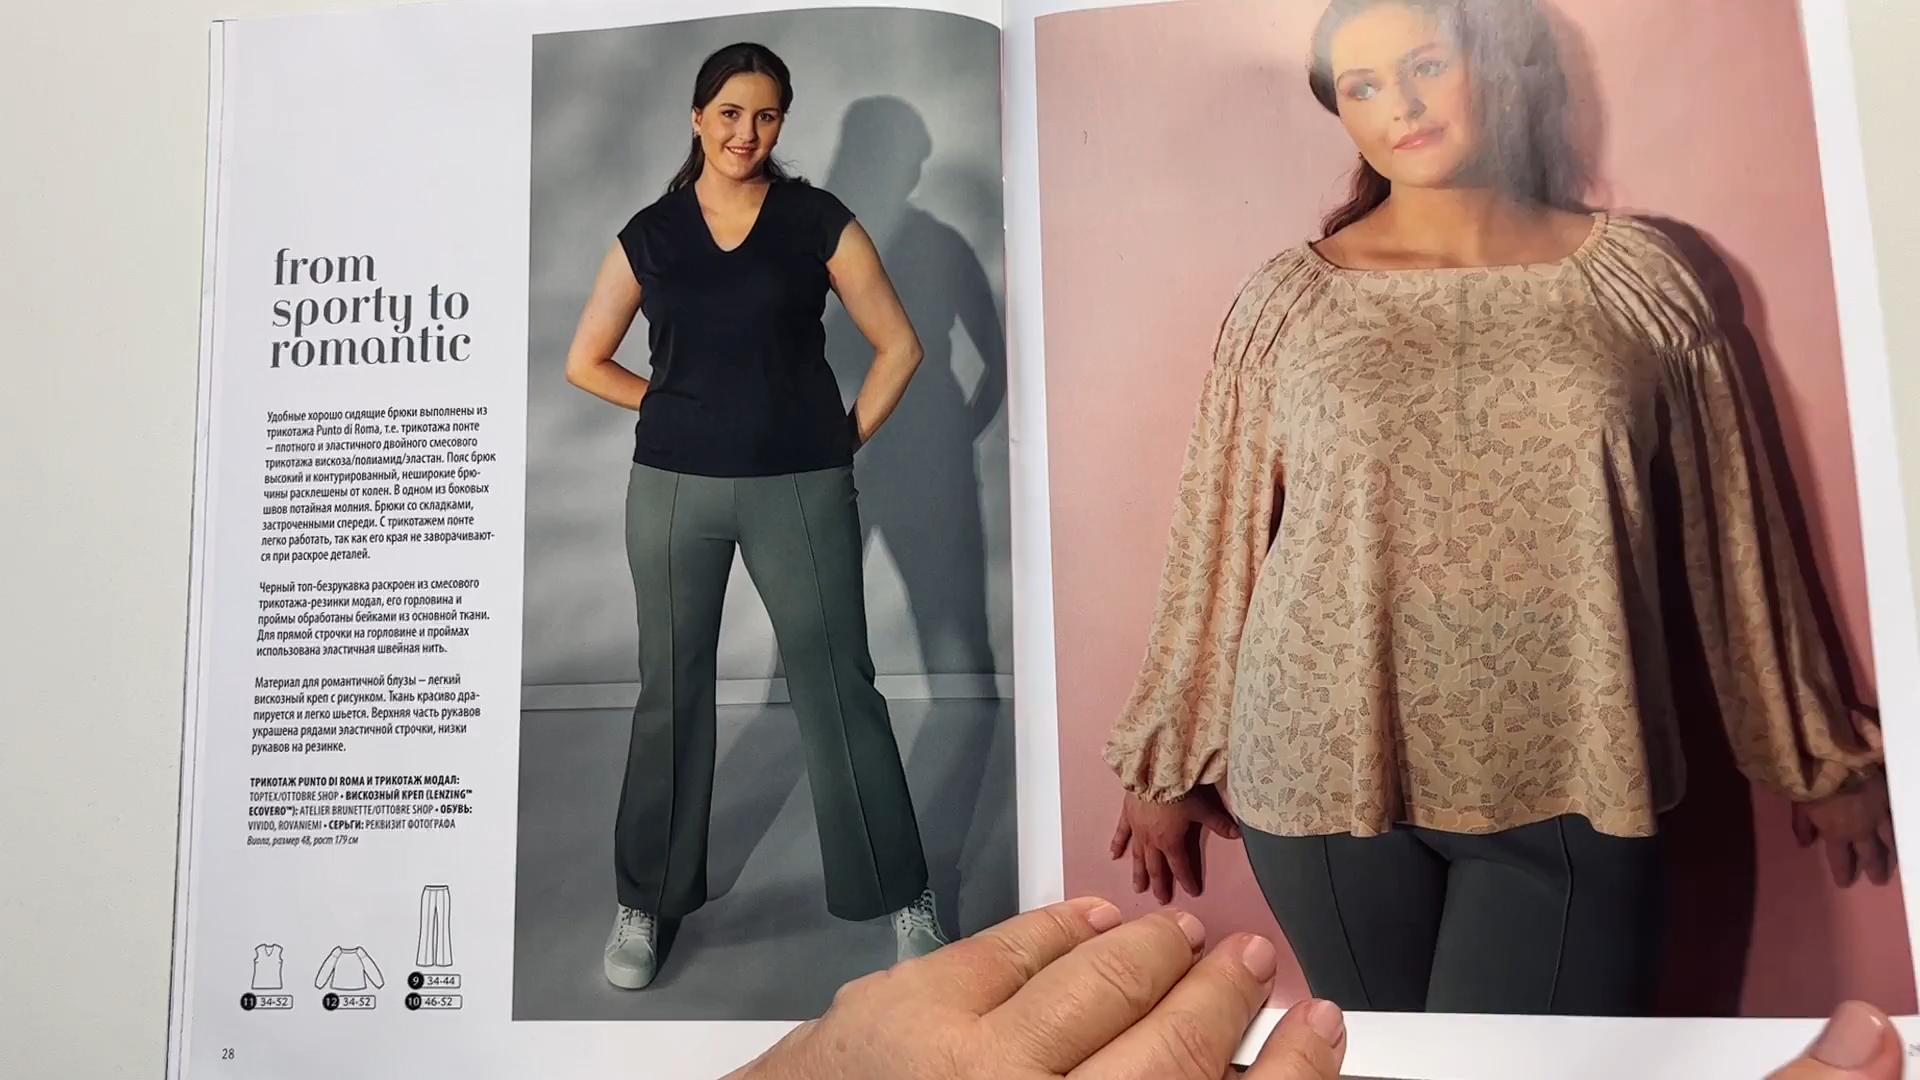 from
sporty to
romantic
Удобные хорошо сидящие брюки выполнены из
трикотажа Punto di Roma, т.е. трикотажа понте
– плотного и эластичного двойного смесового
трикотажа вискоза/полиамид/эластан. Пояс брюк
высокий и контурированный, неширокие брю-
чины расклешены от колен. В одном из боковых
швов потайная молния. Брюки со складками,
застроченными спереди. С трикотажем понте
легко работать, так как его края не заворачивают-
ся при раскрое деталей.
Черный топ-безрукавка раскроен из смесового
трикотажа-резинки модал, его горловина и
проймы обработаны бейками из основной ткани.
Для прямой строчки на горловине и проймах
использована эластичная швейная нить.
Материал для романтичной блузы – легкий
вискозный креп с рисунком. Ткань красиво дра-
пируется и легко шьется. Верхняя часть рукавов
украшена рядами эластичной строчки, низки
рукавов на резинке.
ТРИКОТАЖ PUNTO DI ROMA И ТРИКОТАЖ МОДАЛ:
TOPTEX/OTTOBRE SHOP • ВИСКОЗНЫЙ КРЕП (LENZING™
ECOVERO™): ATELIER BRUNETTE/OTTOBRE SHOP • ОБУВЬ:
VIVIDO, ROVANIEMI • СЕРЬГИ: РЕКВИЗИТ ФОТОГРАФА
Виола, размер 48, рост 179 см
9 34-44
11 34-52 12 34-52 10 46-52
28